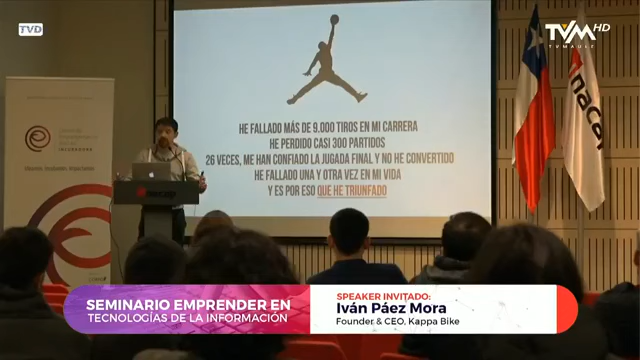 TVD
TVM HD
TVMAULE
inacap
HE FALLADO MÁS DE 9.000 TIROS EN MI CARRERA
HE PERDIDO CASI 300 PARTIDOS
26 VECES, ME HAN CONFIADO LA JUGADA FINAL Y NO HE CONVERTIDO
HE FALLADO UNA Y OTRA VEZ EN MI VIDA
Y ES POR ESO QUE HE TRIUNFADO
inacap
SEMINARIO EMPRENDER EN
TECNOLOGÍAS DE LA INFORMACIÓN
SPEAKER INVITADO:
Iván Páez Mora
Founder & CEO, Kappa Bike